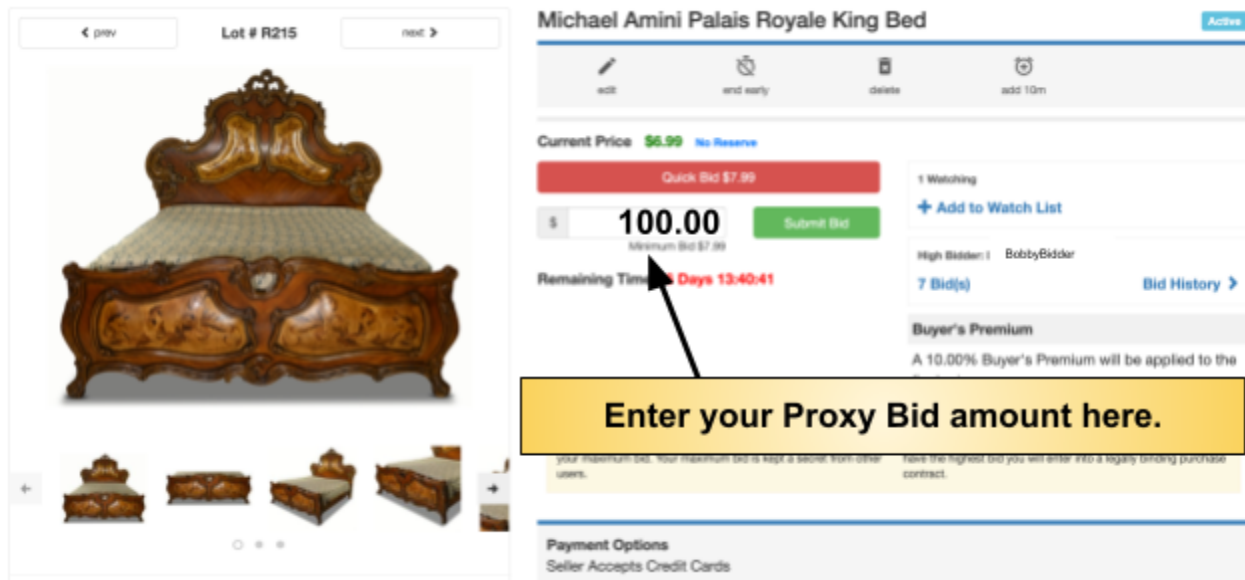 prev
Lot # R215
next
Michael Amini Palais Royale King Bed
Active
edit
end early
delete
add 10m
Current Price $6.99 No Reserve
Quick Bid $7.99
$ 100.00
Submit Bid
Minimum Bid $7.99
Remaining Time Days 13:40:41
1 Watching
+ Add to Watch List
High Bidder: BobbyBidder
7 Bid(s)
Bid History
Buyer's Premium
A 10.00% Buyer's Premium will be applied to the
Enter your Proxy Bid amount here.
your maximum bid. Your maximum bid is kept a secret from other
users.
have the highest bid you will enter into a legally binding purchase
contract.
Payment Options
Seller Accepts Credit Cards